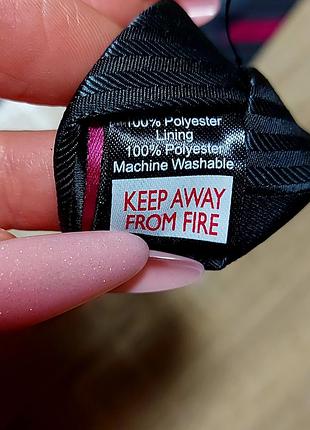 100% Polyester
Lining
100% Polyester
Machine Washable
KEEP AWAY
FROM FIRE